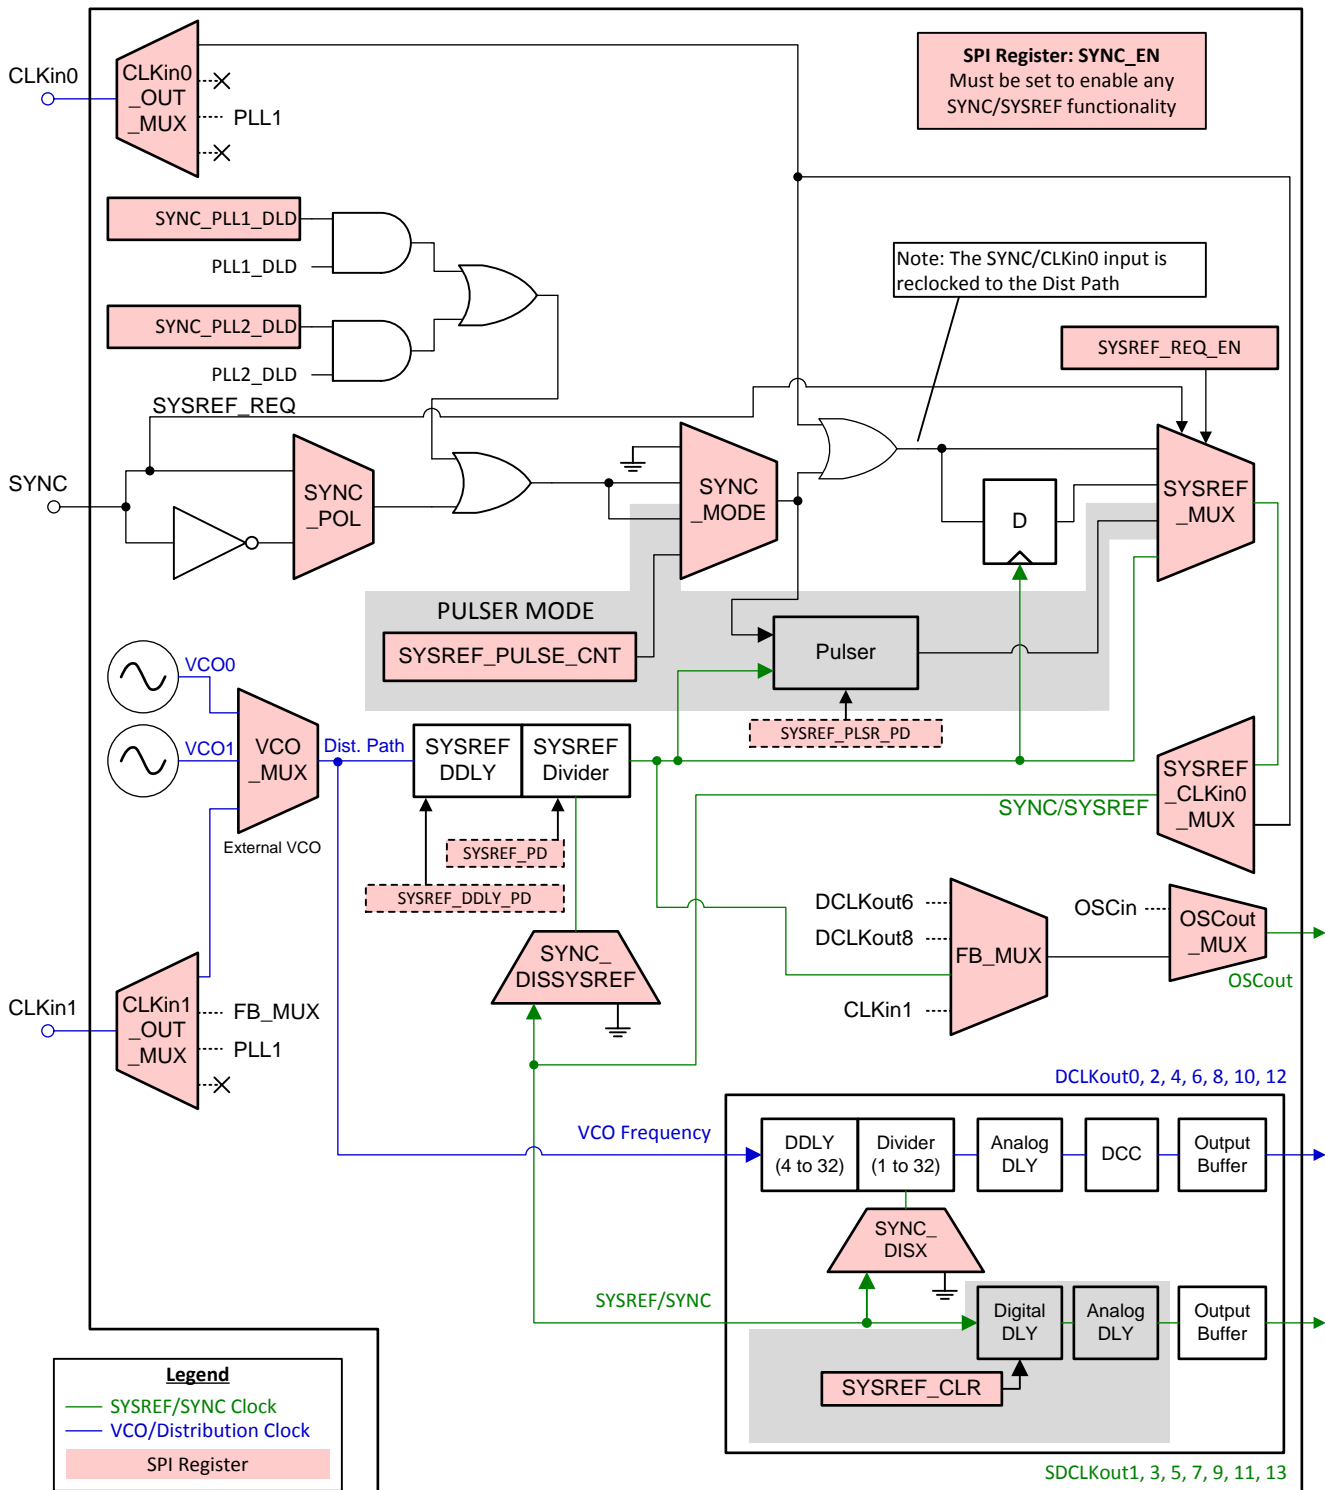 CLKin0
CLKin0
_OUT
_MUX
PLL1
SPI Register: SYNC_EN
Must be set to enable any
SYNC/SYSREF functionality
SYNC_PLL1_DLD
PLL1_DLD
SYNC_PLL2_DLD
PLL2_DLD
Note: The SYNC/CLKin0 input is
reclocked to the Dist Path
SYSREF_REQ_EN
SYSREF_REQ
SYNC
SYNC
_POL
SYNC
_MODE
D
SYSREF
_MUX
PULSER MODE
SYSREF_PULSE_CNT
Pulser
SYSREF_PLSR_PD
VCO0
VCO1
VCO
_MUX
External VCO
Dist. Path
SYSREF
DDLY
SYSREF
Divider
SYSREF_PD
SYSREF_DDLY_PD
SYNC/SYSREF
SYSREF
_CLKin0
_MUX
SYNC_
DISSYSREF
DCLKout6
DCLKout8
CLKin1
FB_MUX
OSCin
OSCout
_MUX
OSCout
CLKin1
CLKin1
_OUT
_MUX
FB_MUX
PLL1
DCLKout0, 2, 4, 6, 8, 10, 12
VCO Frequency
DDLY
(4 to 32)
Divider
(1 to 32)
Analog
DLY
DCC
Output
Buffer
SYNC_
DISX
SYSREF/SYNC
Digital
DLY
Analog
DLY
Output
Buffer
SYSREF_CLR
SDCLKout1, 3, 5, 7, 9, 11, 13
Legend
SYSREF/SYNC Clock
VCO/Distribution Clock
SPI Register